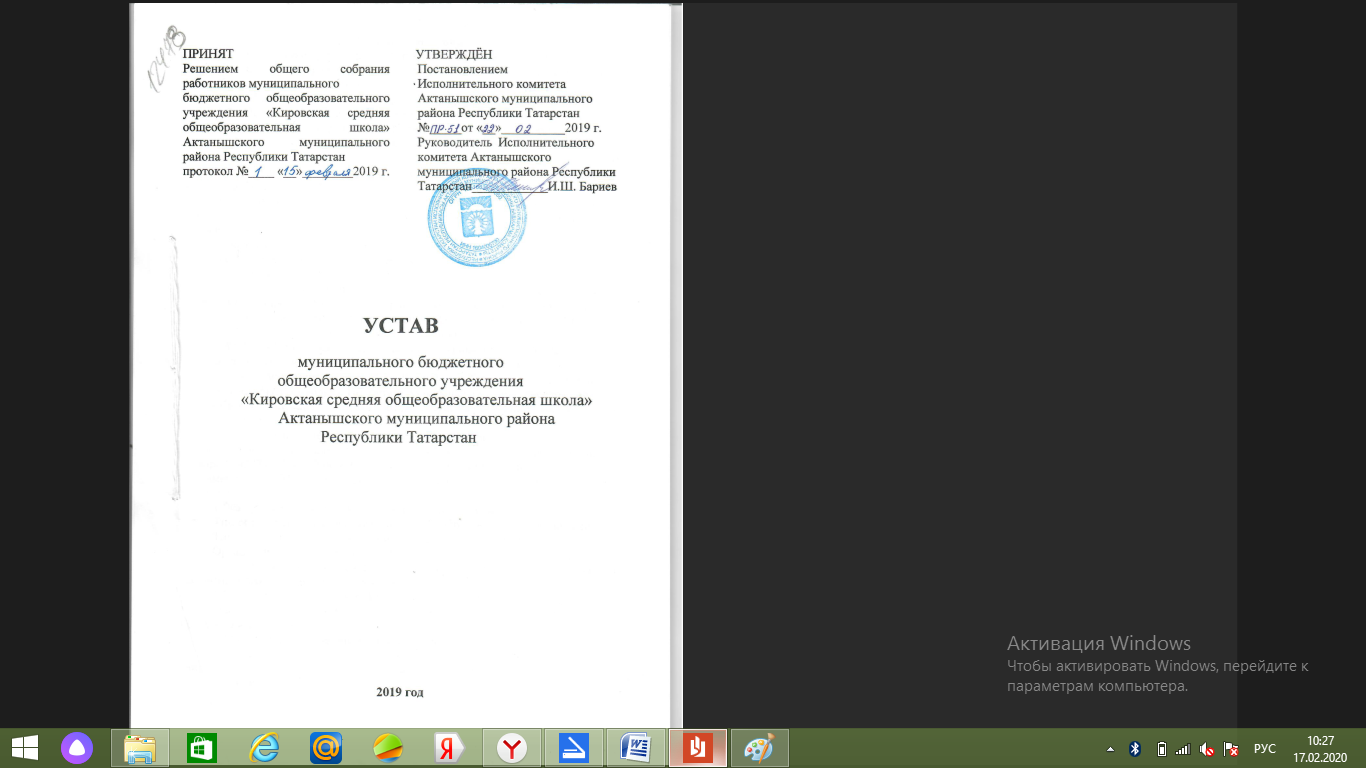 ПРИНЯТ
Решением общего собрания
работников муниципального
бюджетного общеобразовательного
учреждения «Кировская средняя
общеобразовательная школа»
Актанышского муниципального
района Республики Татарстан
протокол № 1 «15» февраля 2019 г.
УТВЕРЖДЁН
Постановлением
Исполнительного комитета
Актанышского муниципального
района Республики Татарстан
№ПР-51 от «22» 02 2019 г.
Руководитель Исполнительного
комитета Актанышского
муниципального района Республики
Татарстан И.Ш. Бариев
УСТАВ
муниципального бюджетного
общеобразовательного учреждения
«Кировская средняя общеобразовательная школа»
Актанышского муниципального района
Республики Татарстан
2019 год
Активация Windows
Чтобы активировать Windows, перейдите к
параметрам компьютера.
РУС
10:27
17.02.2020